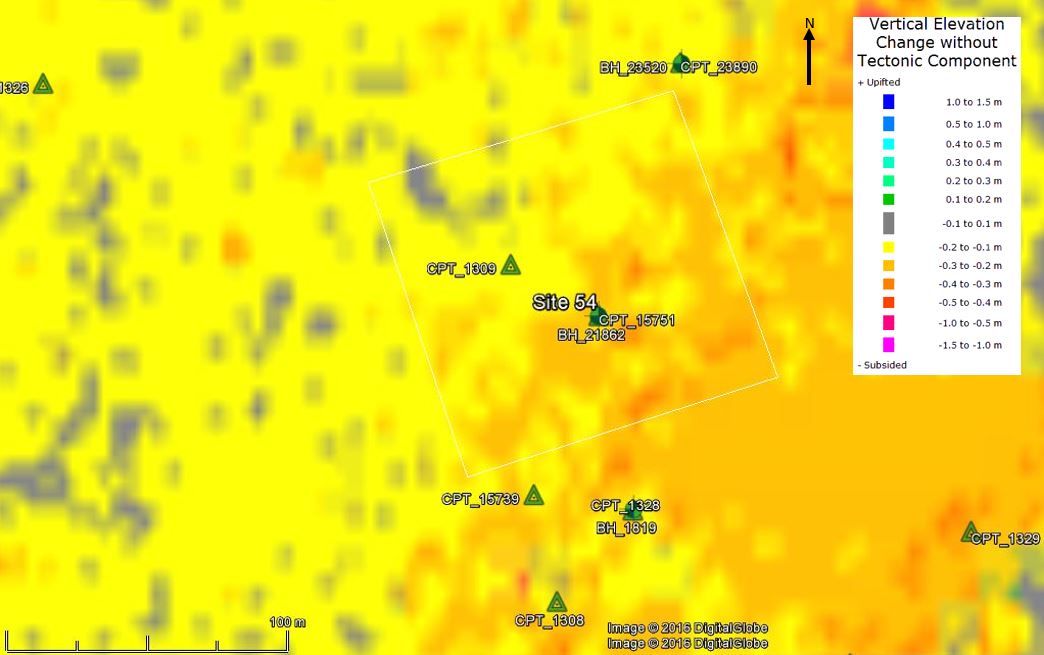 N
Vertical Elevation
Change without
Tectonic Component
+ Upifted
1.0 to 1.5 m
0.5 to 1.0 m
0.4 to 0.5 m
0.3 to 0.4 m
0.2 to 0.3 m
0.1 to 0.2 m
-0.1 to 0.1 m
-0.2 to -0.1 m
-0.3 to -0.2 m
-0.4 to -0.3 m
-0.5 to -0.4 m
-1.0 to -0.5 m
-1.5 to -1.0 m
- Subsided
BH_23520 CPT_23890
1326
CPT_1309
Site 54
CPT_15751
BH_21862
CPT_15739
CPT_1328
BH_1819
CPT_1329
CPT_1308
100 m
Image © 2016 DigitalGlobe
Image © 2016 DigitalGlobe